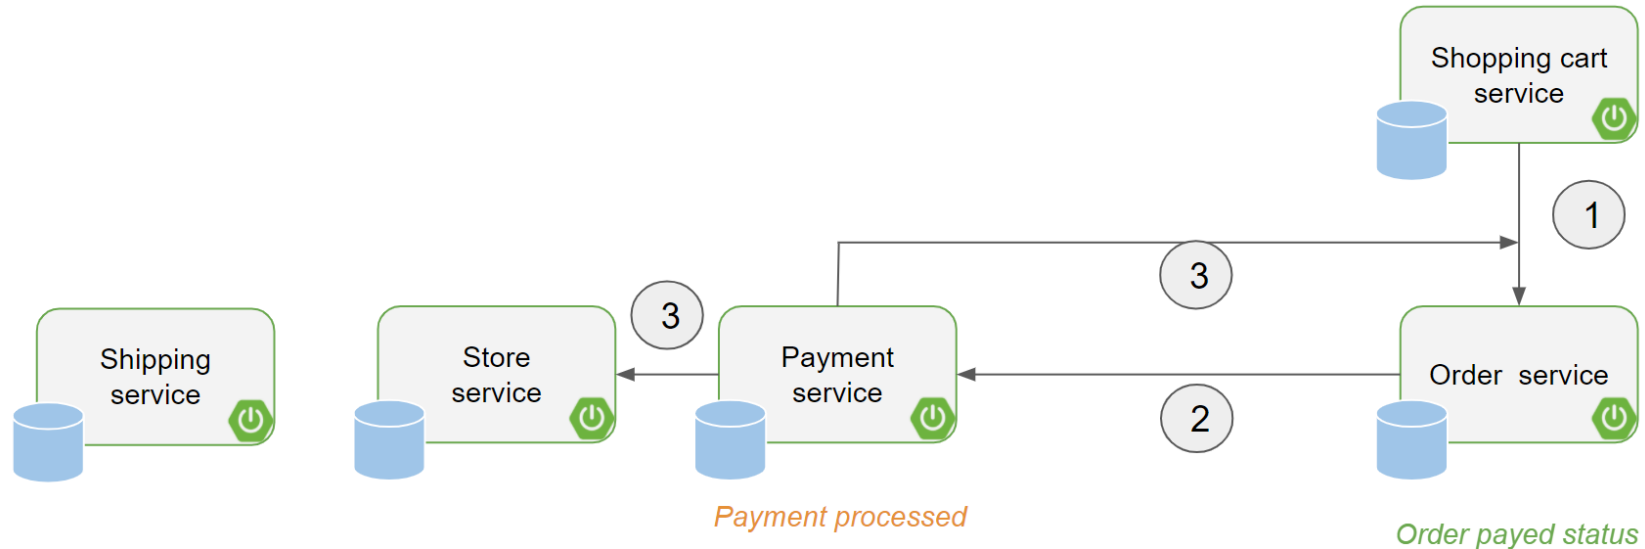 Shopping cart
service
1
3
3
Shipping
service
Store
service
Payment
service
Order service
2
Payment processed
Order payed status